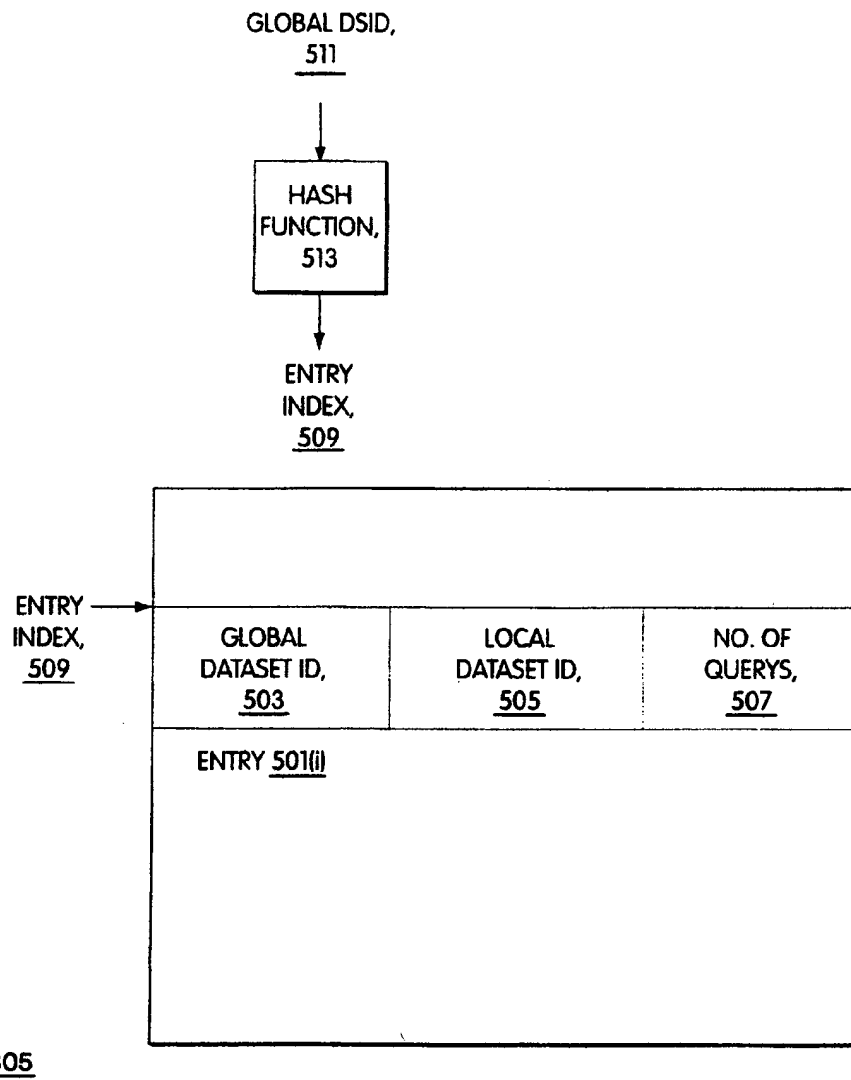 GLOBAL DSID,
511
HASH
FUNCTION,
513
ENTRY
INDEX,
509
ENTRY
INDEX,
509
GLOBAL
DATASET ID,
503
LOCAL
DATASET ID,
505
NO. OF
QUERYS,
507
ENTRY 501(i)
05